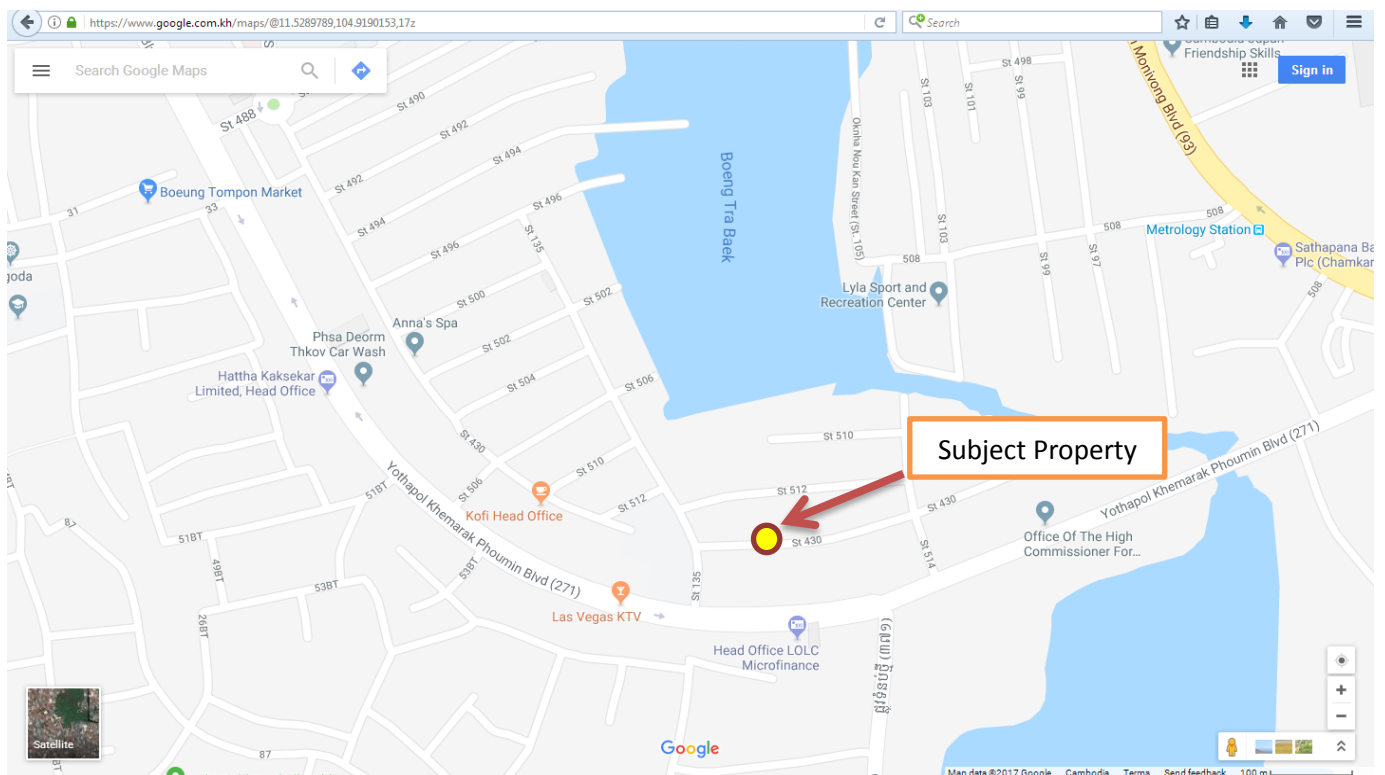 https://www.google.com.kh/maps/@11.5289789,104.9190153,17z
Search
Search Google Maps
Sign in
Friendship Skills
St 498
St 103
St 101
St 99
Monivong Blvd (93)
St 488
St 490
St 492
St 494
Boeung Tompon Market
St 492
St 496
31
33
St 494
St 135
Boeng Tra Baek
Oknha Nou Kan Street (St. 105)
St 103
508
508
Metrology Station
St 496
508
St 99
St 97
Sathapana Ba
Plc (Chamkar
goda
St 500
St 502
Lyla Sport and
Recreation Center
508
Anna's Spa
Phsa Deorm
Thkov Car Wash
St 502
Hattha Kaksekar
Limited, Head Office
St 504
St 506
St 430
St 510
Subject Property
Yothapol Khemarak Phoumin Blvd (271)
St 510
51BT
St 506
St 512
St 512
St 430
Kofi Head Office
Yothapol Khemarak Phoumin Blvd (271)
87
51BT
St 430
Office Of The High
Commissioner For...
St 514
49BT
53BT
53BT
St 135
26BT
Las Vegas KTV
Head Office LOLC
Microfinance
Satellite
87
Google
Map data ©2017 Google Cambodia Terms Send feedback 100 m